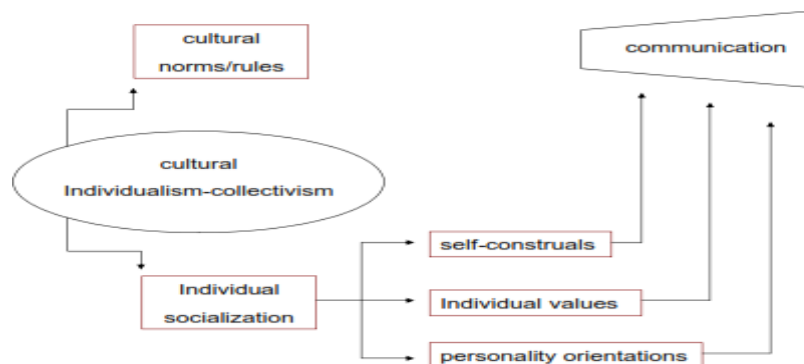 cultural
norms/rules
communication
cultural
Individualism-collectivism
self-construals
Individual
socialization
Individual values
personality orientations